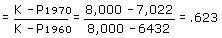 = K - P1970 / K - P1960 = 8,000 - 7,022 / 8,000 - 6432 = .623